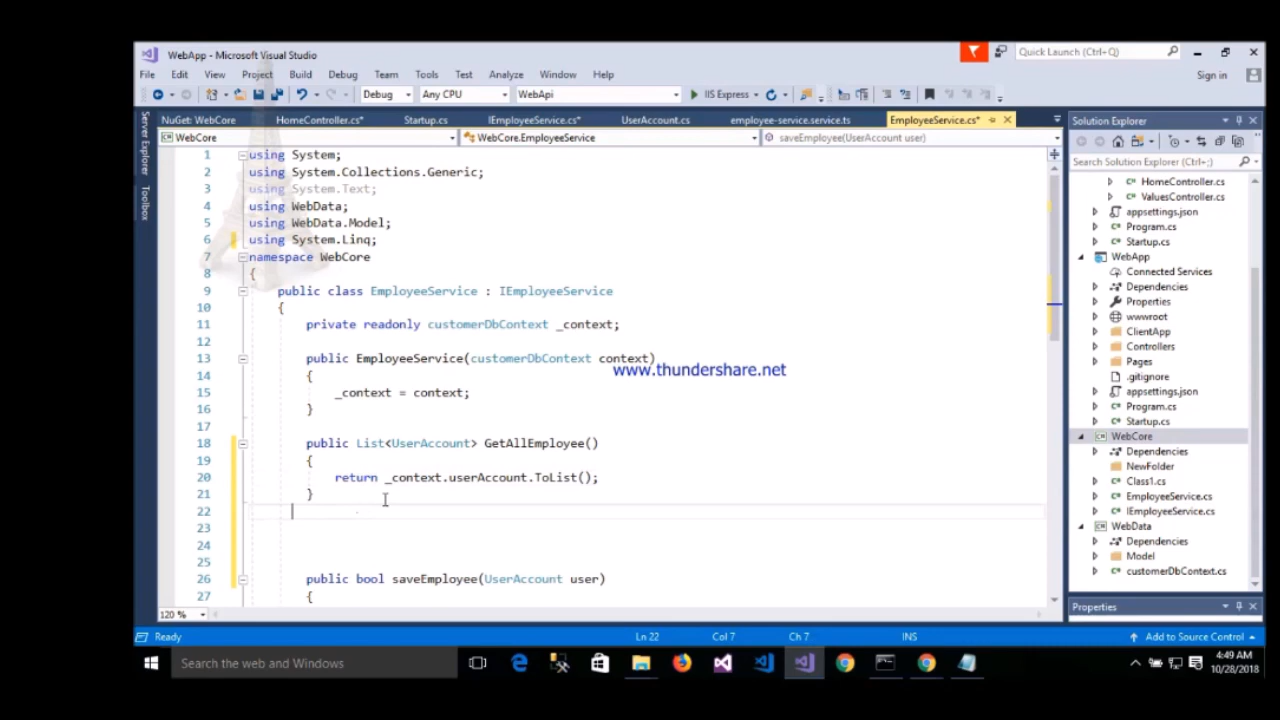 WebApp - Microsoft Visual Studio
Quick Launch (Ctrl+Q)
File Edit View Project Build Debug Team Tools Test Analyze Window Help
Sign in
Debug Any CPU WebApi IIS Express
NuGet: WebCore HomeController.cs* Startup.cs IEmployeeService.cs* UserAccount.cs employee-service.service.ts EmployeeService.cs*
WebCore WebCore.EmployeeService saveEmployee(UserAccount user)
Server Explorer
Toolbox
1 using System;
2 using System.Collections.Generic;
3 using System.Text;
4 using WebData;
5 using WebData.Model;
6 using System.Linq;
7 namespace WebCore
8 {
9 public class EmployeeService : IEmployeeService
10 {
11 private readonly customerDbContext _context;
12
13 public EmployeeService(customerDbContext context)
www.thundershare.net
14 {
15 _context = context;
16 }
17
18 public List<UserAccount> GetAllEmployee()
19 {
20 return _context.userAccount.ToList();
21 }
22
23
24
25
26 public bool saveEmployee(UserAccount user)
27 {
120 %
Solution Explorer
Search Solution Explorer (Ctrl+;)
HomeController.cs
ValuesController.cs
appsettings.json
Program.cs
Startup.cs
WebApp
Connected Services
Dependencies
Properties
wwwroot
ClientApp
Controllers
Pages
.gitignore
appsettings.json
Program.cs
Startup.cs
WebCore
Dependencies
NewFolder
Class1.cs
EmployeeService.cs
IEmployeeService.cs
WebData
Dependencies
Model
customerDbContext.cs
Properties
Ready Ln 22 Col 7 Ch 7 INS Add to Source Control
Search the web and Windows
4:49 AM
10/28/2018